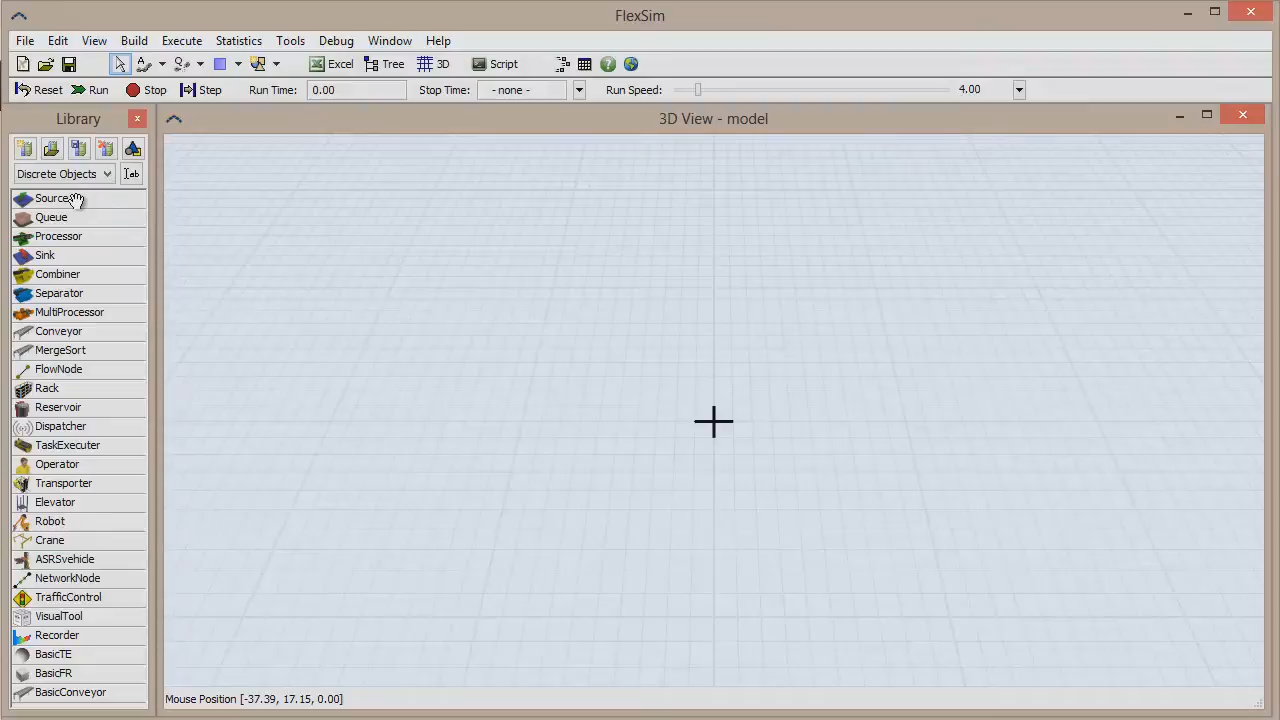 FlexSim
File Edit View Build Execute Statistics Tools Debug Window Help
Excel Tree 3D Script
Reset Run Stop Step Run Time: 0.00 Stop Time: - none - Run Speed: 4.00
Library
3D View - model
Discrete Objects
Source
Queue
Processor
Sink
Combiner
Separator
MultiProcessor
Conveyor
MergeSort
FlowNode
Rack
Reservoir
Dispatcher
TaskExecuter
Operator
Transporter
Elevator
Robot
Crane
ASRSvehicle
NetworkNode
TrafficControl
VisualTool
Recorder
BasicTE
BasicFR
BasicConveyor
Mouse Position [-37.39, 17.15, 0.00]